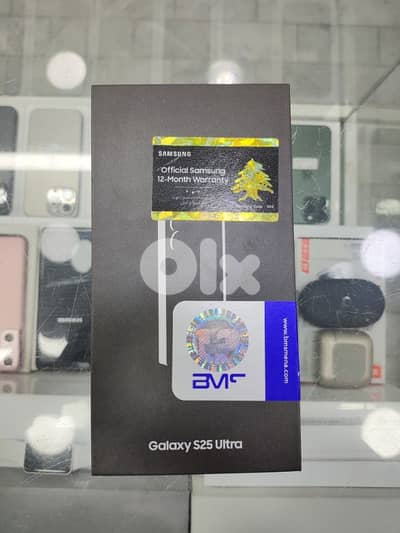 SAMSUNG
Official Samsung
12-Month Warranty
olx
BMS
www.bmsmena.com
Galaxy S25 Ultra